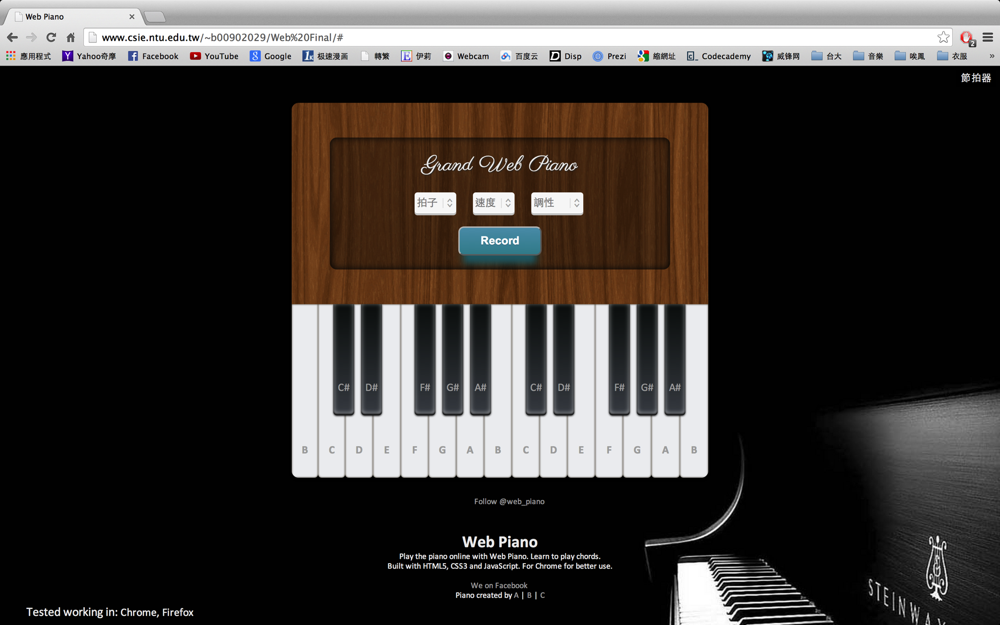 Web Piano
www.csie.ntu.edu.tw/~b00902029/Web%20Final/#
2
應用程式 Yahoo奇摩 Facebook YouTube Google 极速漫画 轉繁 伊莉 Webcam 百度云 Disp Prezi 縮網址 Codecademy 威锋网 台大 音樂 唉鳳 衣服 »
節拍器
Grand Web Piano
拍子 速度 調性
Record
C# D# F# G# A# C# D# F# G# A#
B C D E F G A B C D E F G A B
Follow @web_piano
Web Piano
Play the piano online with Web Piano. Learn to play chords.
Built with HTML5, CSS3 and JavaScript. For Chrome for better use.
We on Facebook
Piano created by A | B | C
Tested working in: Chrome, Firefox
STEINWAY